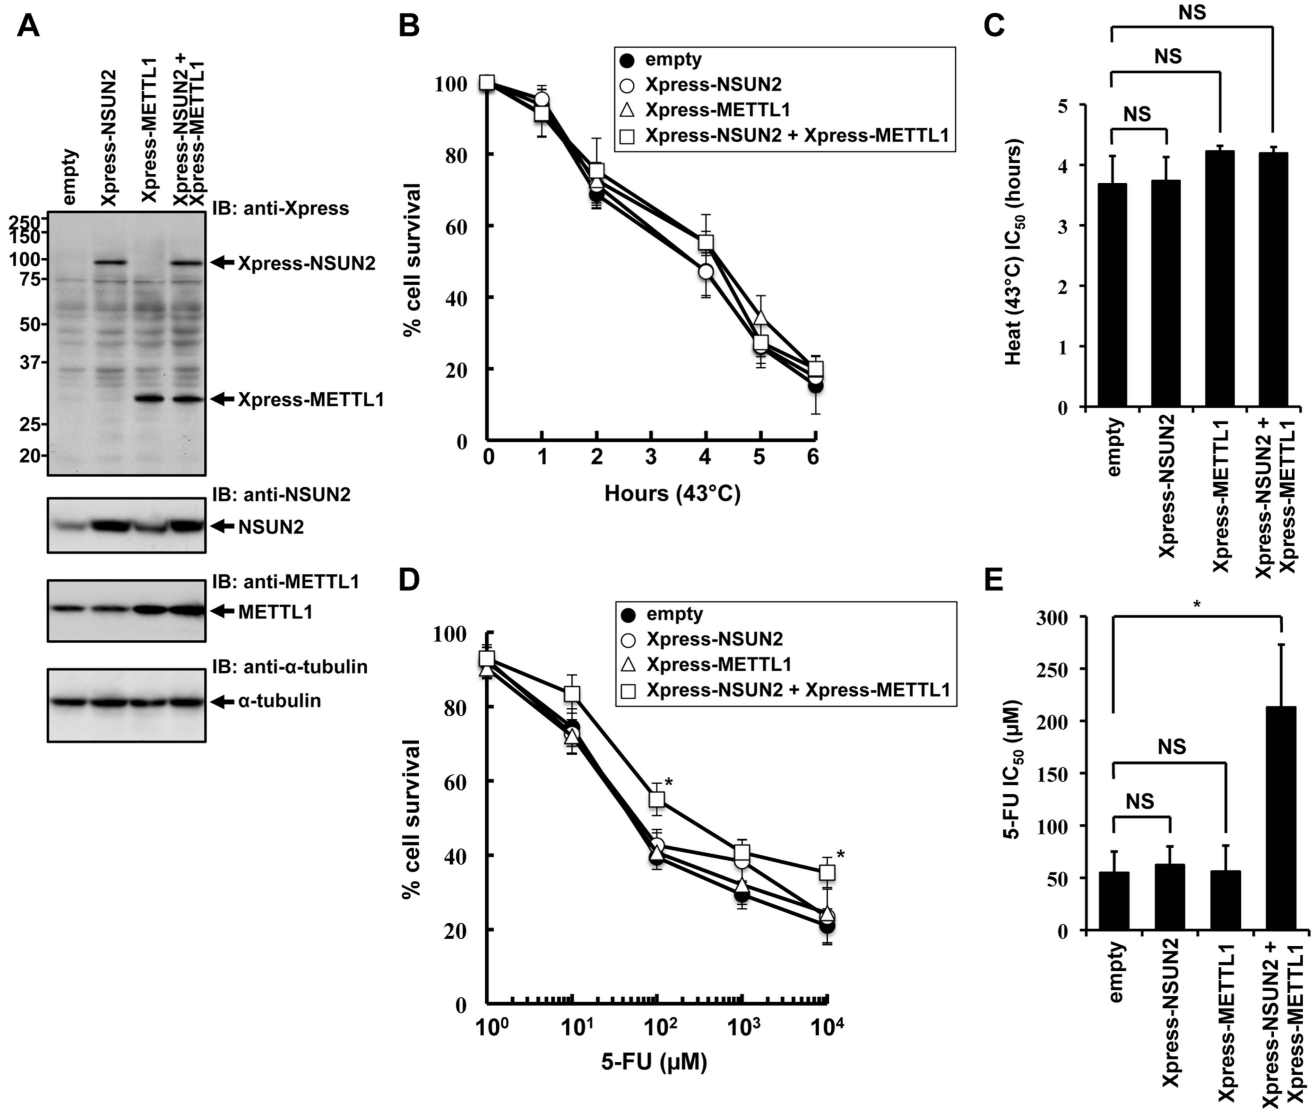 A
empty
Xpress-NSUN2
Xpress-METTL1
Xpress-NSUN2 +
Xpress-METTL1
IB: anti-Xpress
250
150
100
75
50
37
25
20
Xpress-NSUN2
Xpress-METTL1
IB: anti-NSUN2
NSUN2
IB: anti-METTL1
METTL1
IB: anti-α-tubulin
α-tubulin
B
empty
Xpress-NSUN2
Xpress-METTL1
Xpress-NSUN2 + Xpress-METTL1
100
80
60
40
20
0
% cell survival
0 1 2 3 4 5 6
Hours (43°C)
C
NS
NS
NS
5
4
3
2
1
0
Heat (43°C) IC50 (hours)
empty
Xpress-NSUN2
Xpress-METTL1
Xpress-NSUN2 +
Xpress-METTL1
D
empty
Xpress-NSUN2
Xpress-METTL1
Xpress-NSUN2 + Xpress-METTL1
100
80
60
40
20
0
% cell survival
*
*
10⁰ 10¹ 10² 10³ 10⁴
5-FU (µM)
E
*
NS
NS
300
250
200
150
100
50
0
5-FU IC50 (µM)
empty
Xpress-NSUN2
Xpress-METTL1
Xpress-NSUN2 +
Xpress-METTL1